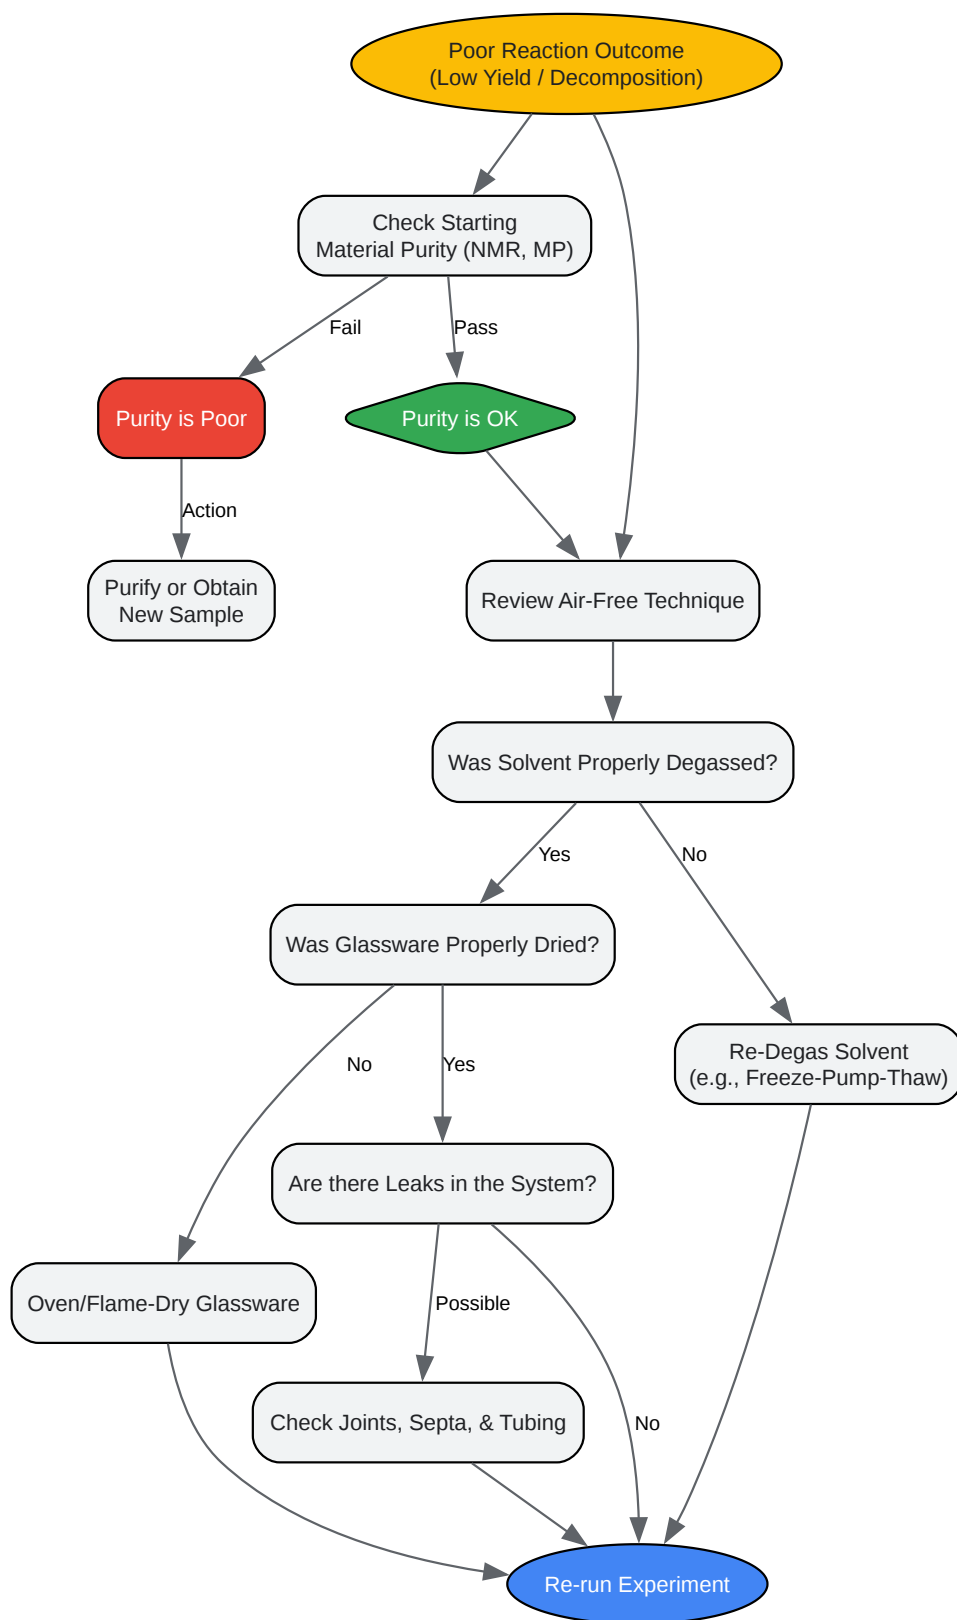 Poor Reaction Outcome
(Low Yield / Decomposition)
Check Starting
Material Purity (NMR, MP)
Fail
Pass
Purity is Poor
Purity is OK
Action
Purify or Obtain
New Sample
Review Air-Free Technique
Was Solvent Properly Degassed?
Yes
No
Was Glassware Properly Dried?
Re-Degas Solvent
(e.g., Freeze-Pump-Thaw)
No
Yes
Are there Leaks in the System?
Oven/Flame-Dry Glassware
Possible
Check Joints, Septa, & Tubing
No
Re-run Experiment